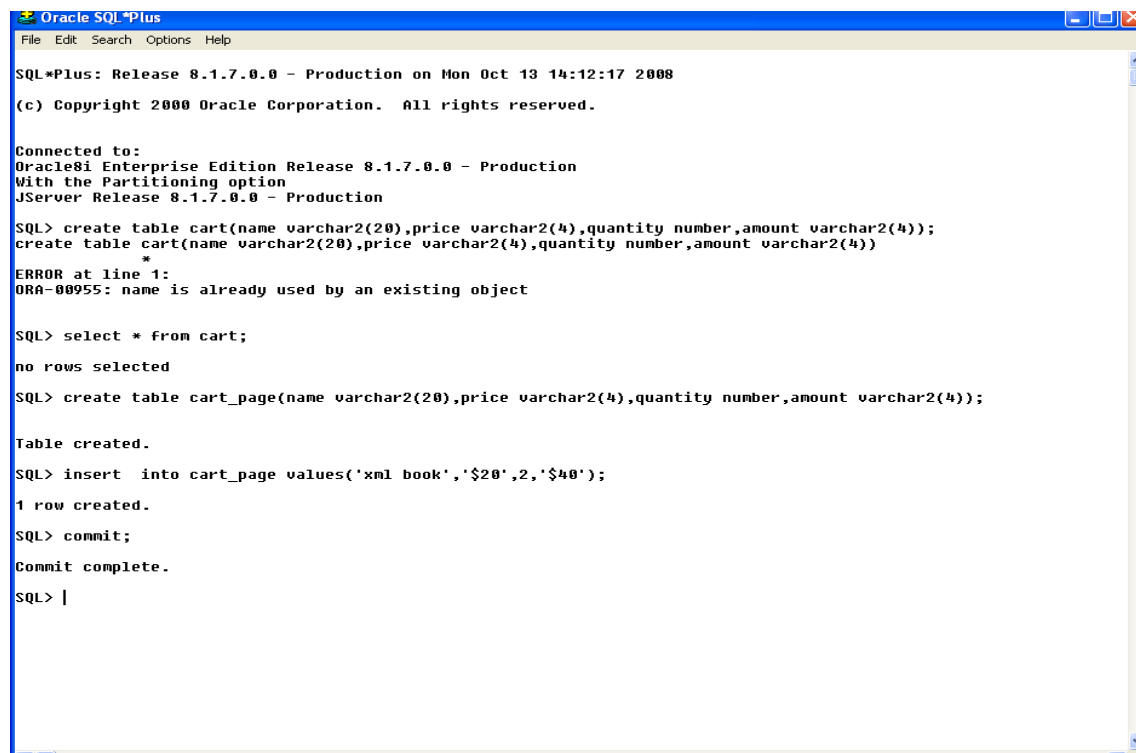 Oracle SQL*Plus
File Edit Search Options Help
SQL*Plus: Release 8.1.7.0.0 - Production on Mon Oct 13 14:12:17 2008
(c) Copyright 2000 Oracle Corporation.  All rights reserved.
Connected to:
Oracle8i Enterprise Edition Release 8.1.7.0.0 - Production
With the Partitioning option
JServer Release 8.1.7.0.0 - Production
SQL> create table cart(name varchar2(20),price varchar2(4),quantity number,amount varchar2(4));
create table cart(name varchar2(20),price varchar2(4),quantity number,amount varchar2(4))
*
ERROR at line 1:
ORA-00955: name is already used by an existing object
SQL> select * from cart;
no rows selected
SQL> create table cart_page(name varchar2(20),price varchar2(4),quantity number,amount varchar2(4));
Table created.
SQL> insert  into cart_page values('xml book','$20',2,'$40');
1 row created.
SQL> commit;
Commit complete.
SQL>